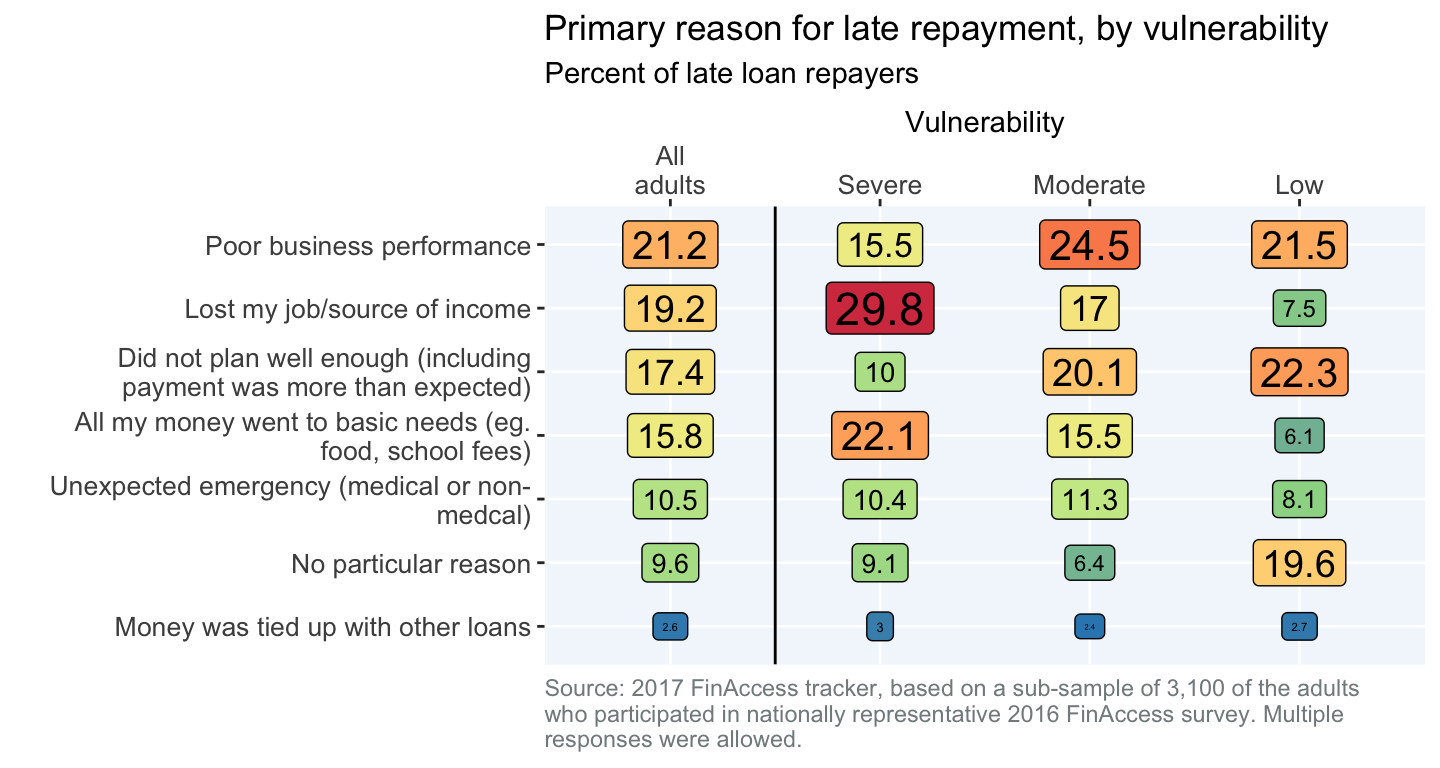 Primary reason for late repayment, by vulnerability
Percent of late loan repayers
Vulnerability
All
adults
Severe
Moderate
Low
Poor business performance
21.2
15.5
24.5
21.5
Lost my job/source of income
19.2
29.8
17
7.5
Did not plan well enough (including
payment was more than expected)
17.4
10
20.1
22.3
All my money went to basic needs (eg.
food, school fees)
15.8
22.1
15.5
6.1
Unexpected emergency (medical or non-
medcal)
10.5
10.4
11.3
8.1
No particular reason
9.6
9.1
6.4
19.6
Money was tied up with other loans
2.6
3
2.4
2.7
Source: 2017 FinAccess tracker, based on a sub-sample of 3,100 of the adults
who participated in nationally representative 2016 FinAccess survey. Multiple
responses were allowed.